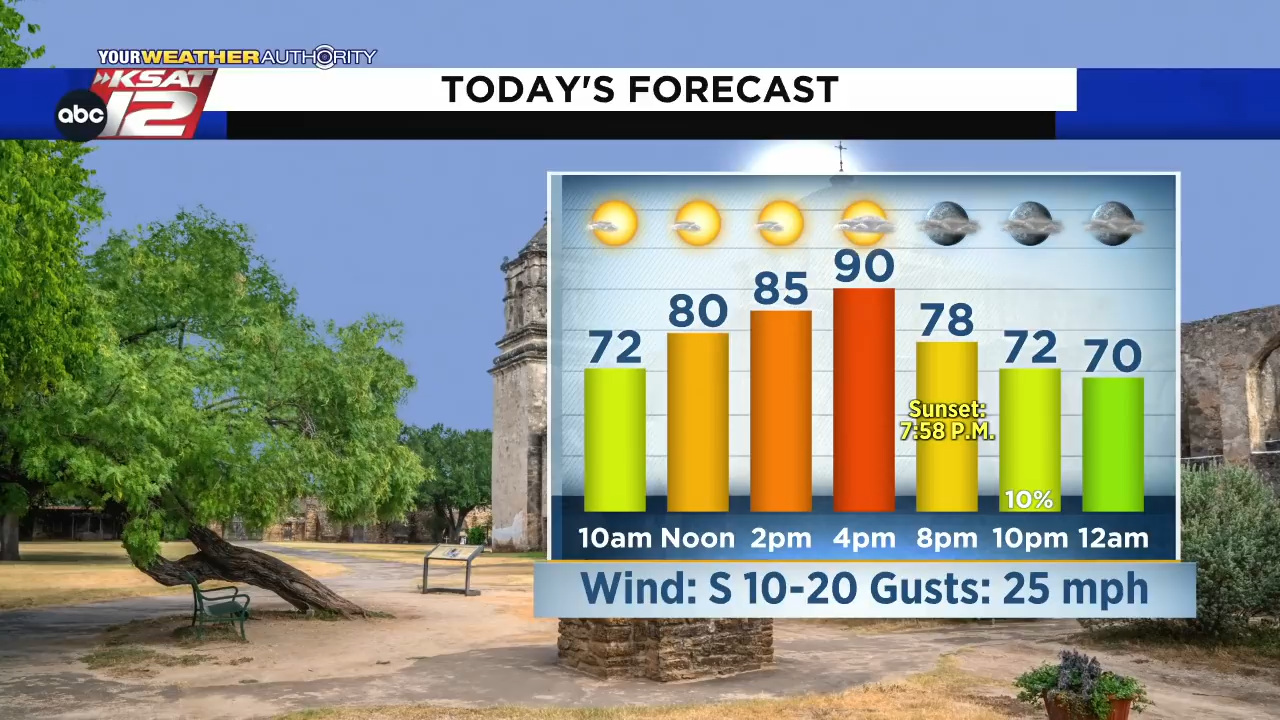 YOURWEATHERAUTHORITY
KSAT
abc 12
TODAY'S FORECAST
72 80 85 90 78 72 70
Sunset:
7:58 P.M.
10%
10am Noon 2pm 4pm 8pm 10pm 12am
Wind: S 10-20 Gusts: 25 mph